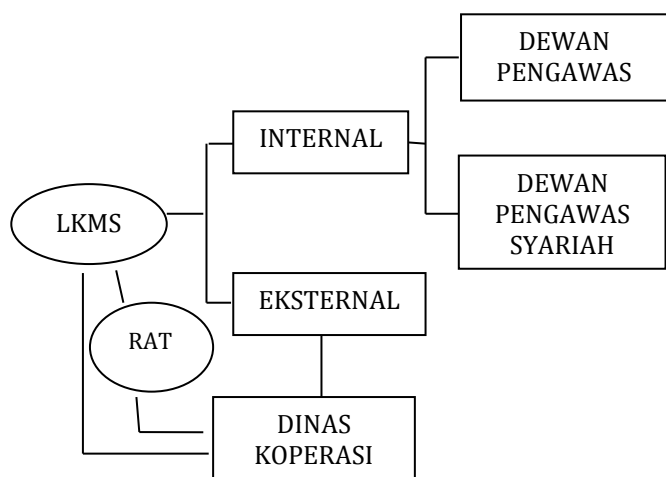 DEWAN
PENGAWAS
INTERNAL
DEWAN
PENGAWAS
SYARIAH
LKMS
EKSTERNAL
RAT
DINAS
KOPERASI